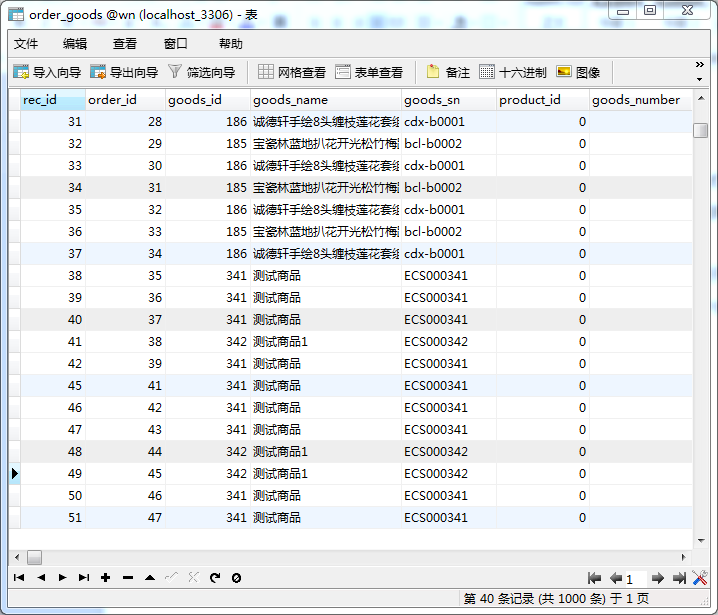 order_goods @wn (localhost_3306) - 表
文件 编辑 查看 窗口 帮助
导入向导 导出向导 筛选向导 网格查看 表单查看 备注 十六进制 图像 »
rec_id order_id goods_id goods_name goods_sn product_id goods_number
31 28 186 诚德轩手绘8头缠枝莲花套组 cdx-b0001 0
32 29 185 宝瓷林蓝地扒花开光松竹梅 bcl-b0002 0
33 30 186 诚德轩手绘8头缠枝莲花套组 cdx-b0001 0
34 31 185 宝瓷林蓝地扒花开光松竹梅 bcl-b0002 0
35 32 186 诚德轩手绘8头缠枝莲花套组 cdx-b0001 0
36 33 185 宝瓷林蓝地扒花开光松竹梅 bcl-b0002 0
37 34 186 诚德轩手绘8头缠枝莲花套组 cdx-b0001 0
38 35 341 测试商品 ECS000341 0
39 36 341 测试商品 ECS000341 0
40 37 341 测试商品 ECS000341 0
41 38 342 测试商品1 ECS000342 0
42 39 341 测试商品 ECS000341 0
45 41 341 测试商品 ECS000341 0
46 42 341 测试商品 ECS000341 0
47 43 341 测试商品 ECS000341 0
48 44 342 测试商品1 ECS000342 0
49 45 342 测试商品1 ECS000342 0
50 46 341 测试商品 ECS000341 0
51 47 341 测试商品 ECS000341 0
1
第 40 条记录 (共 1000 条) 于 1 页